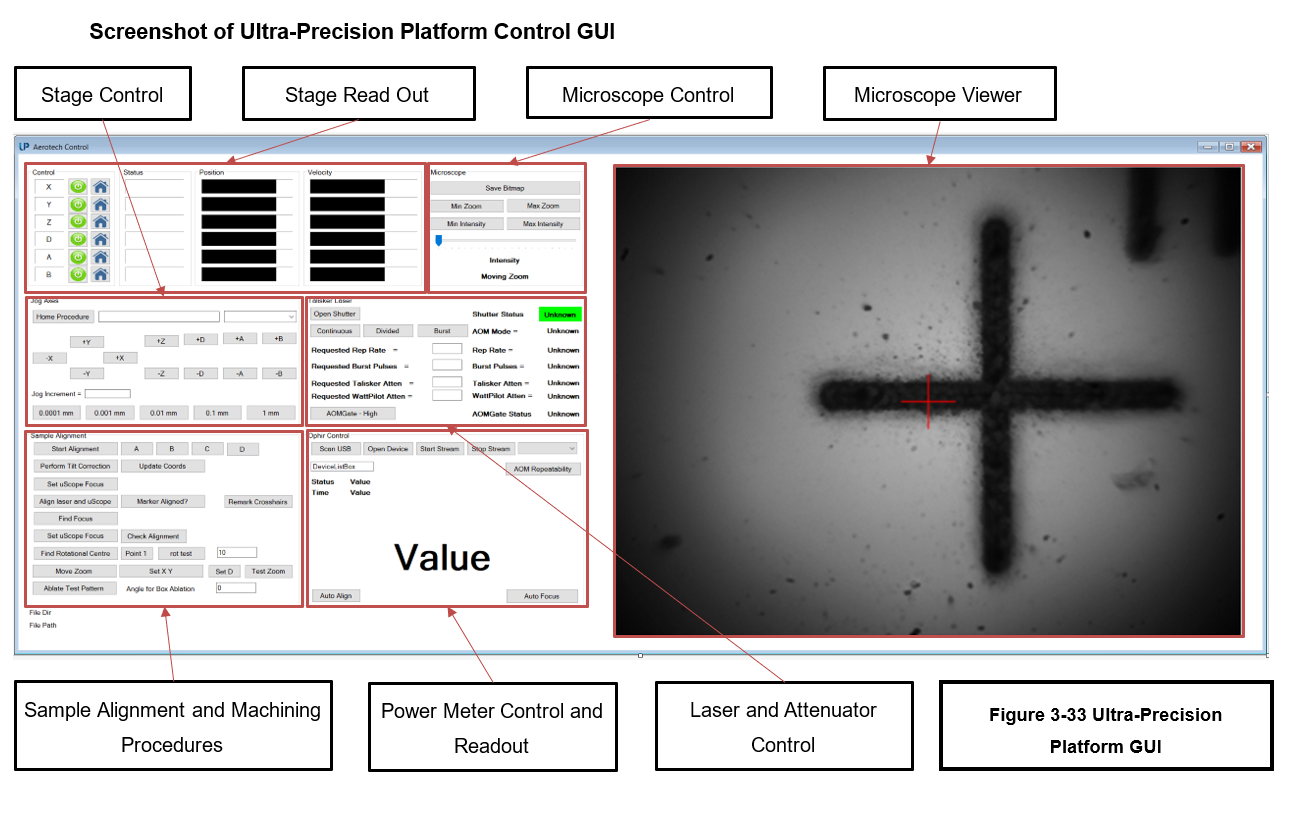 Screenshot of Ultra-Precision Platform Control GUI
Stage Control
Stage Read Out
Microscope Control
Microscope Viewer
UP Aerotech Control
Control Status Position Velocity
X
Y
Z
D
A
B
Microscope
Save Bitmap
Min Zoom Max Zoom
Min Intensity Max Intensity
Intensity
Moving Zoom
Jog Axes
Home Procedure
+Y +Z +D +A +B
-X +X
-Y -Z -D -A -B
Jog Increment =
0.0001 mm 0.001 mm 0.01 mm 0.1 mm 1 mm
Talisker Laser
Open Shutter Shutter Status Unknown
Continuous Divided Burst AOM Mode = Unknown
Requested Rep Rate = Rep Rate = Unknown
Requested Burst Pulses = Burst Pulses = Unknown
Requested Talisker Atten = Talisker Atten = Unknown
Requested WattPilot Atten = WattPilot Atten = Unknown
AOMGate - High AOMGate Status Unknown
Sample Alignment
Start Alignment A B C D
Perform Tilt Correction Update Coords
Set uScope Focus
Align laser and uScope Marker Aligned? Remark Crosshairs
Find Focus
Set uScope Focus Check Alignment
Find Rotational Centre Point 1 rot test 10
Move Zoom Set X Y Set D Test Zoom
Ablate Test Pattern Angle for Box Ablation 0
Ophir Control
Scan USB Open Device Start Stream Stop Stream
DeviceListBox AOM Repeatability
Status Value
Time Value
Value
Auto Align Auto Focus
File Dir
File Path
Sample Alignment and Machining
Procedures
Power Meter Control and
Readout
Laser and Attenuator
Control
Figure 3-33 Ultra-Precision
Platform GUI